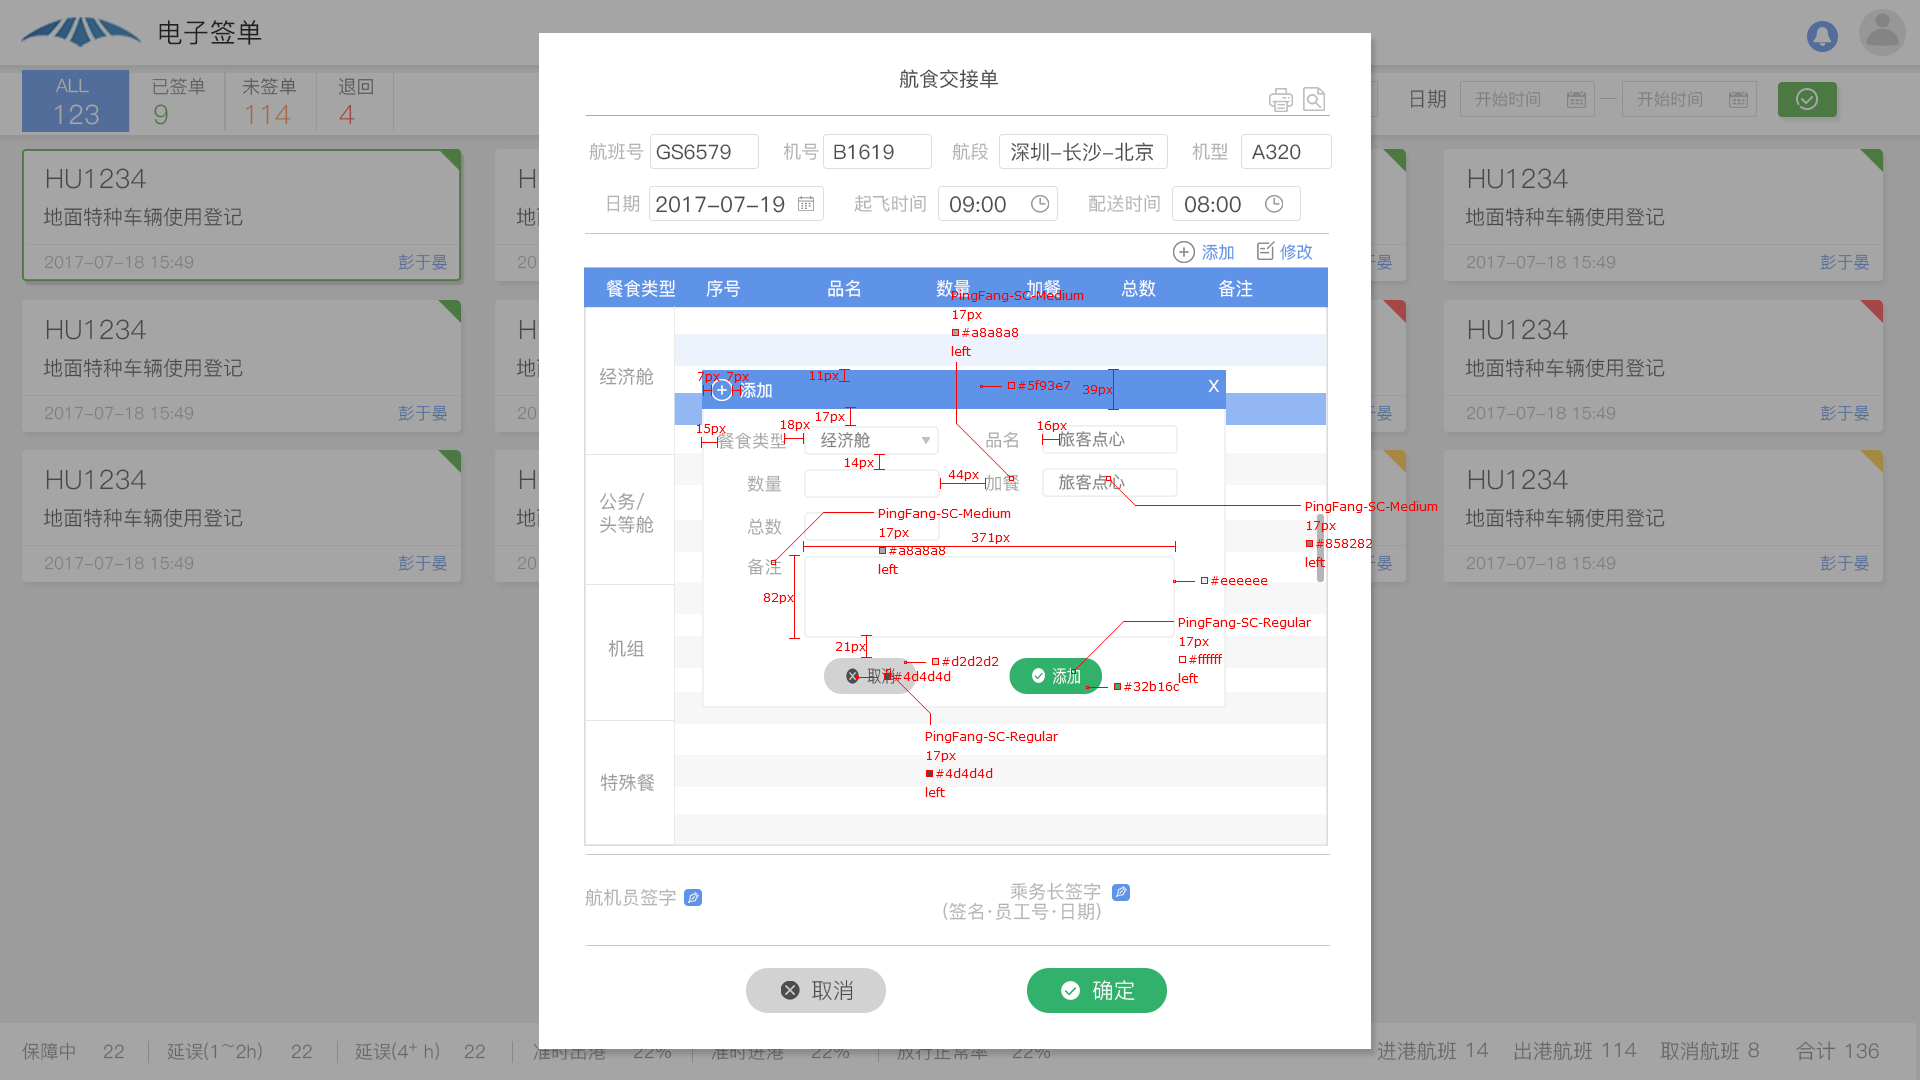 电子签单
ALL
123
已签单
9
未签单
114
退回
4
日期
开始时间
开始时间
HU1234
地面特种车辆使用登记
2017-07-18 15:49
彭于晏
HU1234
地面特种车辆使用登记
2017-07-18 15:49
彭于晏
HU1234
地面特种车辆使用登记
2017-07-18 15:49
彭于晏
H
地
20
H
地
20
H
地
20
于晏
于晏
于晏
HU1234
地面特种车辆使用登记
2017-07-18 15:49
彭于晏
HU1234
地面特种车辆使用登记
2017-07-18 15:49
彭于晏
HU1234
地面特种车辆使用登记
2017-07-18 15:49
彭于晏
航食交接单
航班号 GS6579 机号 B1619 航段 深圳-长沙-北京 机型 A320
日期 2017-07-19 起飞时间 09:00 配送时间 08:00
添加 修改
餐食类型 序号 品名 数量 加餐 总数 备注
经济舱
公务/
头等舱
机组
特殊餐
PingFang-SC-Medium
17px
#a8a8a8
left
7px 7px
添加
11px
#5f93e7
39px
X
17px
15px
餐食类型
18px
经济舱
品名
16px
旅客点心
14px
数量
44px
加餐
旅客点心
总数
PingFang-SC-Medium
17px
#a8a8a8
left
PingFang-SC-Medium
17px
#858282
left
371px
备注
82px
#eeeeee
21px
#d2d2d2
取消
#4d4d4d
添加
#32b16c
PingFang-SC-Regular
17px
#ffffff
left
PingFang-SC-Regular
17px
#4d4d4d
left
航机员签字
乘务长签字
(签名·员工号·日期)
取消
确定
保障中 22 延误(1~2h) 22 延误(4+ h) 22 准时出港 22% 准时进港 22% 放行正常率 22% 进港航班 14 出港航班 114 取消航班 8 合计 136